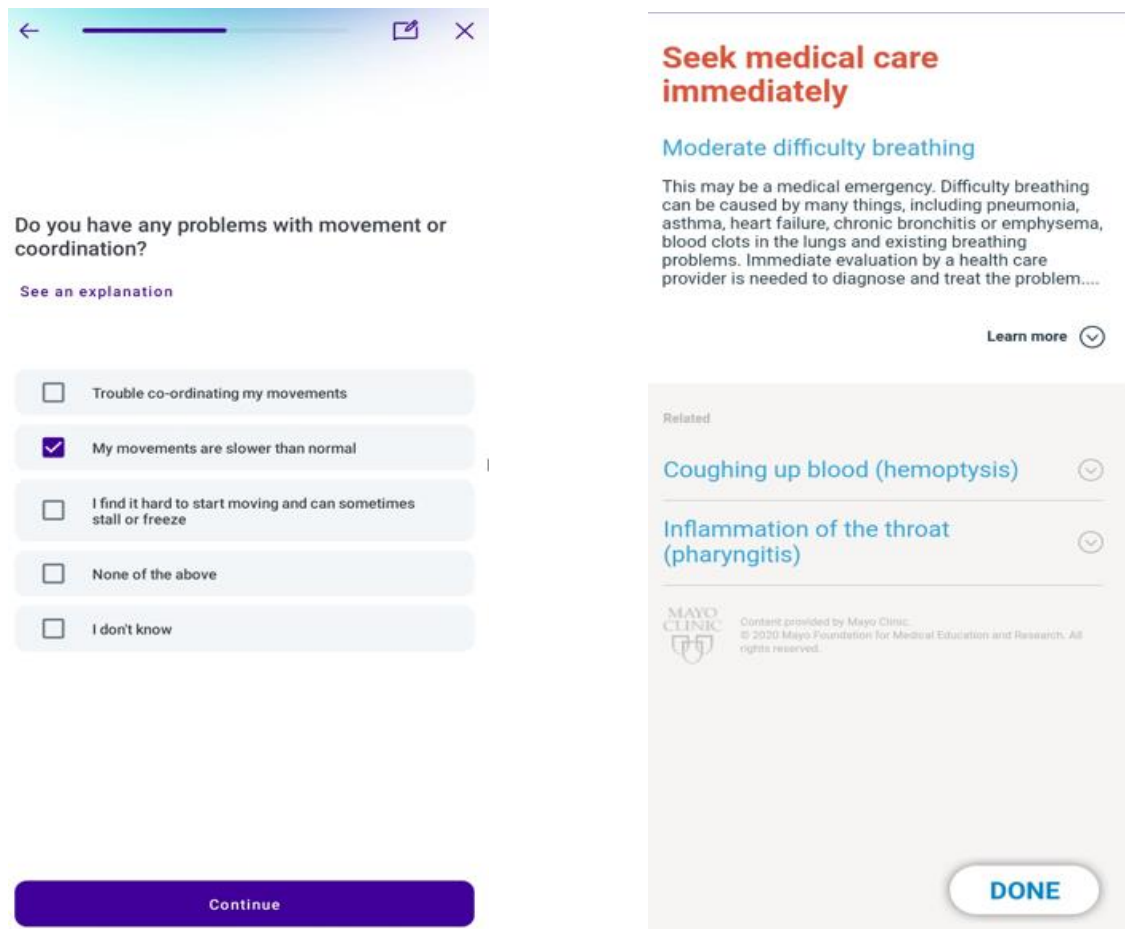 Do you have any problems with movement or
coordination?
See an explanation
Trouble co-ordinating my movements
My movements are slower than normal
I find it hard to start moving and can sometimes
stall or freeze
None of the above
I don't know
Continue
Seek medical care
immediately
Moderate difficulty breathing
This may be a medical emergency. Difficulty breathing
can be caused by many things, including pneumonia,
asthma, heart failure, chronic bronchitis or emphysema,
blood clots in the lungs and existing breathing
problems. Immediate evaluation by a health care
provider is needed to diagnose and treat the problem....
Learn more
Related
Coughing up blood (hemoptysis)
Inflammation of the throat
(pharyngitis)
MAYO
CLINIC
Content provided by Mayo Clinic.
© 2020 Mayo Foundation for Medical Education and Research. All
rights reserved.
DONE